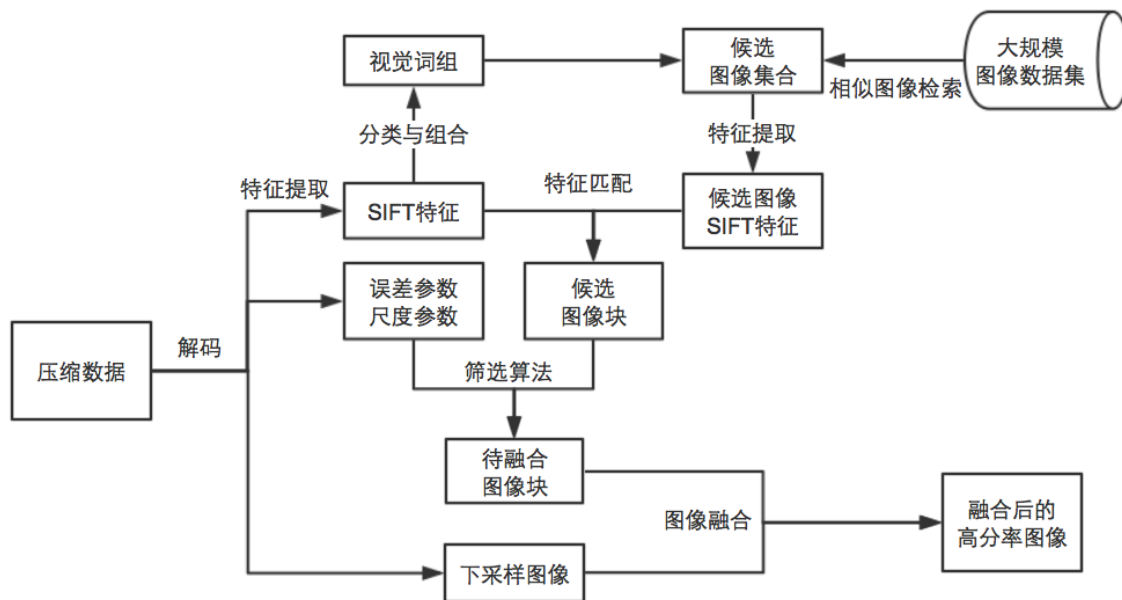 视觉词组
候选
图像集合
大规模
图像数据集
相似图像检索
分类与组合
特征提取
特征提取
SIFT特征
特征匹配
候选图像
SIFT特征
误差参数
尺度参数
候选
图像块
压缩数据
解码
筛选算法
待融合
图像块
图像融合
融合后的
高分率图像
下采样图像